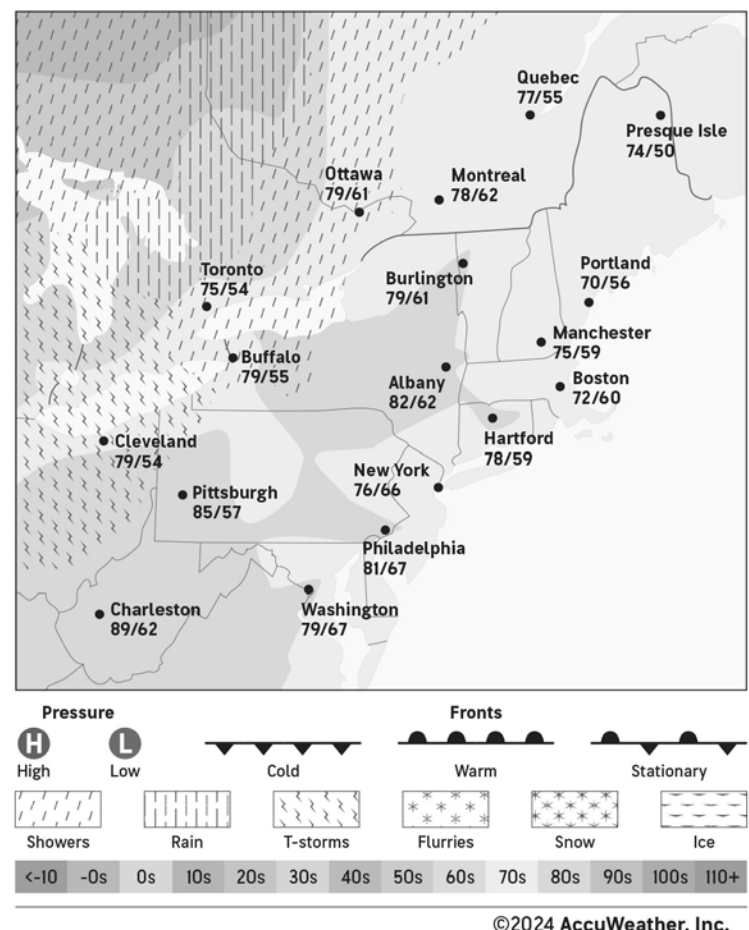 Quebec
77/55
Presque Isle
74/50
Ottawa
79/61
Montreal
78/62
Toronto
75/54
Burlington
79/61
Portland
70/56
Buffalo
79/55
Manchester
75/59
Albany
82/62
Boston
72/60
Cleveland
79/54
Hartford
78/59
New York
76/66
Pittsburgh
85/57
Philadelphia
81/67
Charleston
89/62
Washington
79/67
Pressure
Fronts
H
L
High
Low
Cold
Warm
Stationary
Showers
Rain
T-storms
Flurries
Snow
Ice
<-10 -0s 0s 10s 20s 30s 40s 50s 60s 70s 80s 90s 100s 110+
©2024 AccuWeather, Inc.